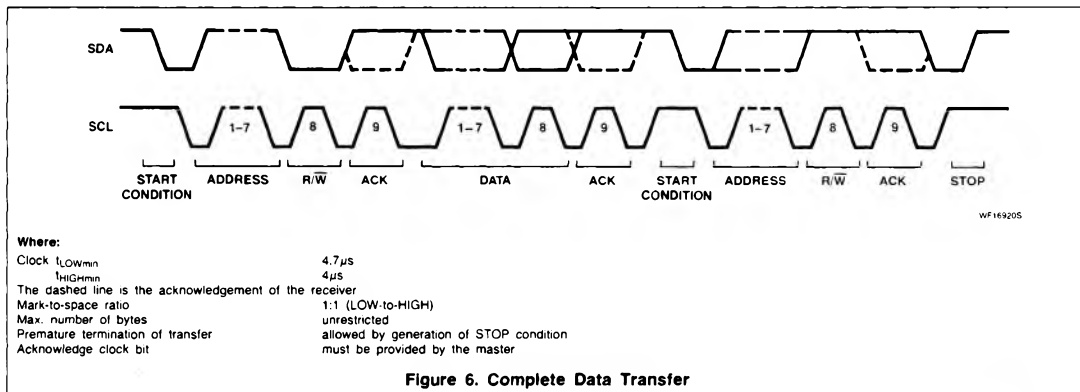 SDA
SCL
1–7 8 9 1–7 8 9 1–7 8 9
START CONDITION ADDRESS R/W̅ ACK DATA ACK START CONDITION ADDRESS R/W̅ ACK STOP
WF16920S
Where:
Clock tLOWmin 4.7μs
tHIGHmin 4μs
The dashed line is the acknowledgement of the receiver
Mark-to-space ratio 1:1 (LOW-to-HIGH)
Max. number of bytes unrestricted
Premature termination of transfer allowed by generation of STOP condition
Acknowledge clock bit must be provided by the master
Figure 6. Complete Data Transfer